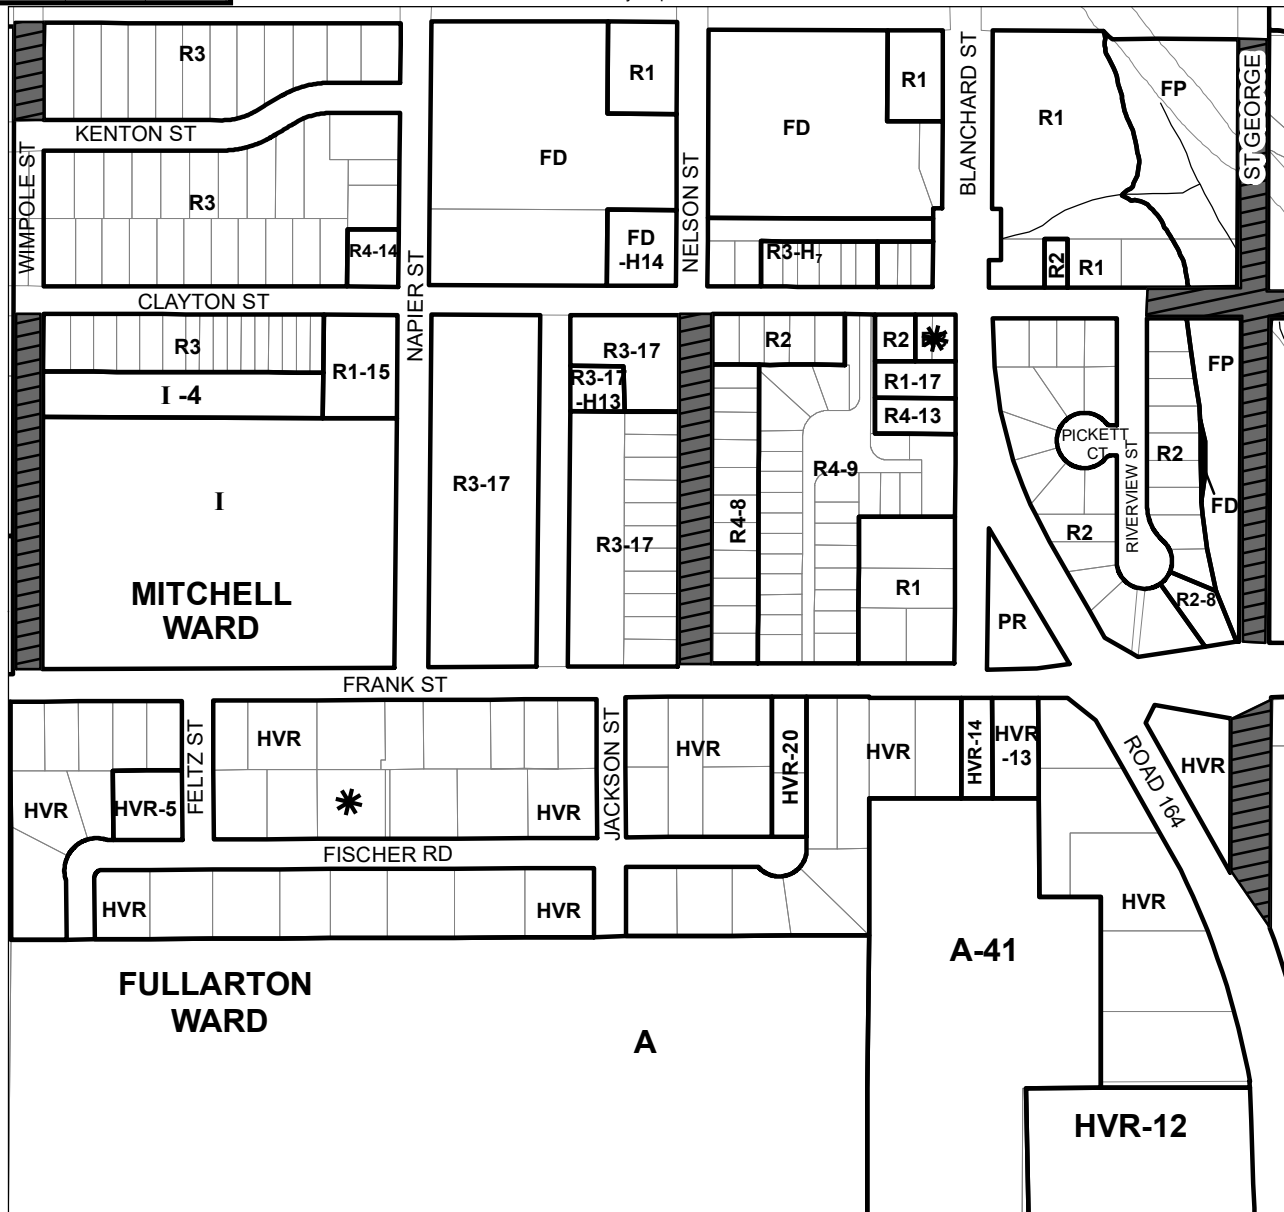 R3
R1
FD
FD
R1
BLANCHARD ST
R1
FP
ST GEORGE
KENTON ST
WIMPOLE ST
R3
R4-14
NAPIER ST
FD
-H14
NELSON ST
R3-H7
R2
R1
CLAYTON ST
R3
R1-15
I -4
R3-17
R3-17
-H13
R2
R2
R1-17
R4-13
FP
PICKETT
CT
RIVERVIEW ST
R2
FD
I
R3-17
R3-17
R4-8
R4-9
R1
R2
R2-8
PR
MITCHELL
WARD
FRANK ST
FELTZ ST
HVR
JACKSON ST
HVR
HVR-20
HVR
HVR-14
HVR
-13
ROAD 164
HVR
HVR
HVR-5
HVR
FISCHER RD
HVR
HVR
HVR
FULLARTON
WARD
A
A-41
HVR-12